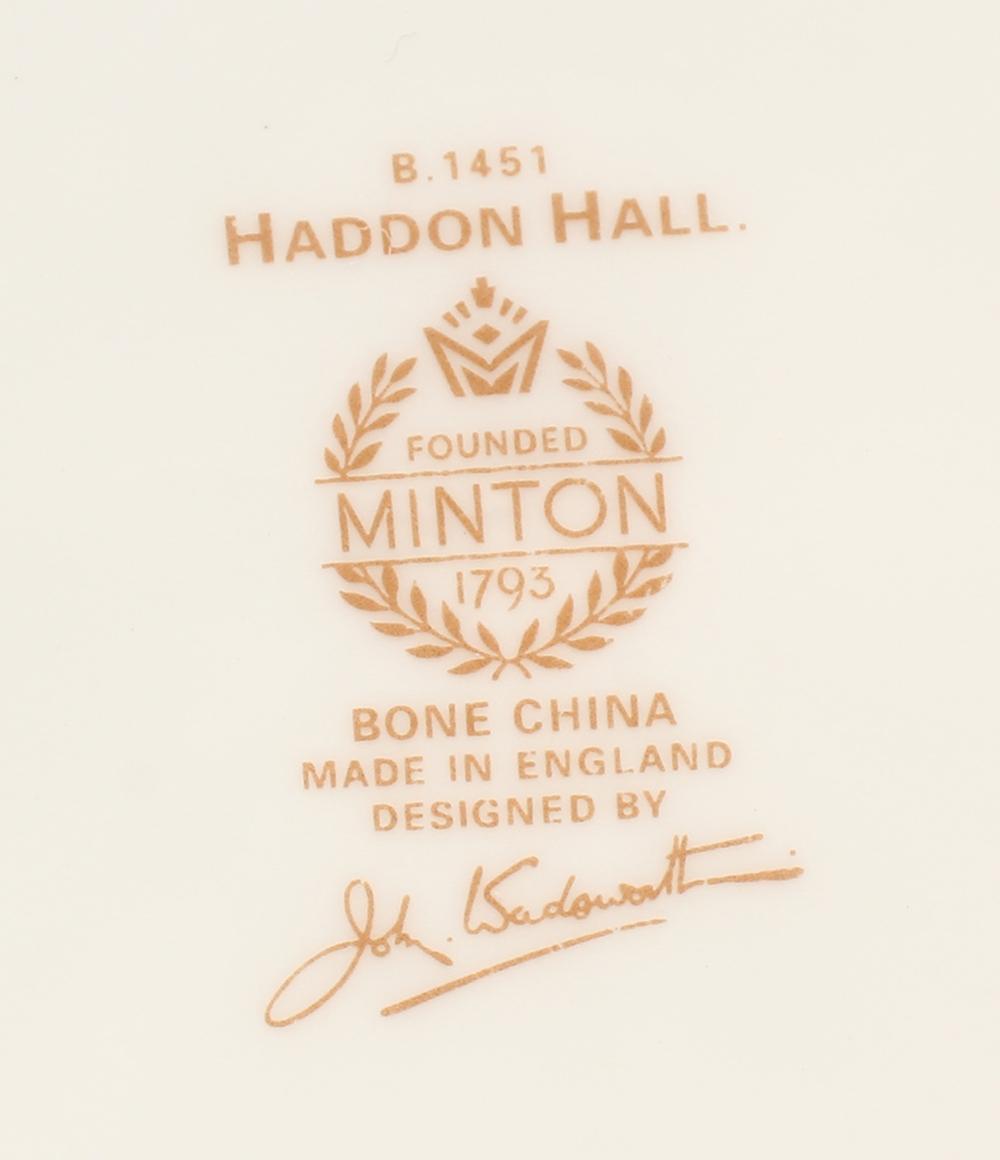 B.1451
HADDON HALL.
FOUNDED
MINTON
1793
BONE CHINA
MADE IN ENGLAND
DESIGNED BY
John. Wadsworth